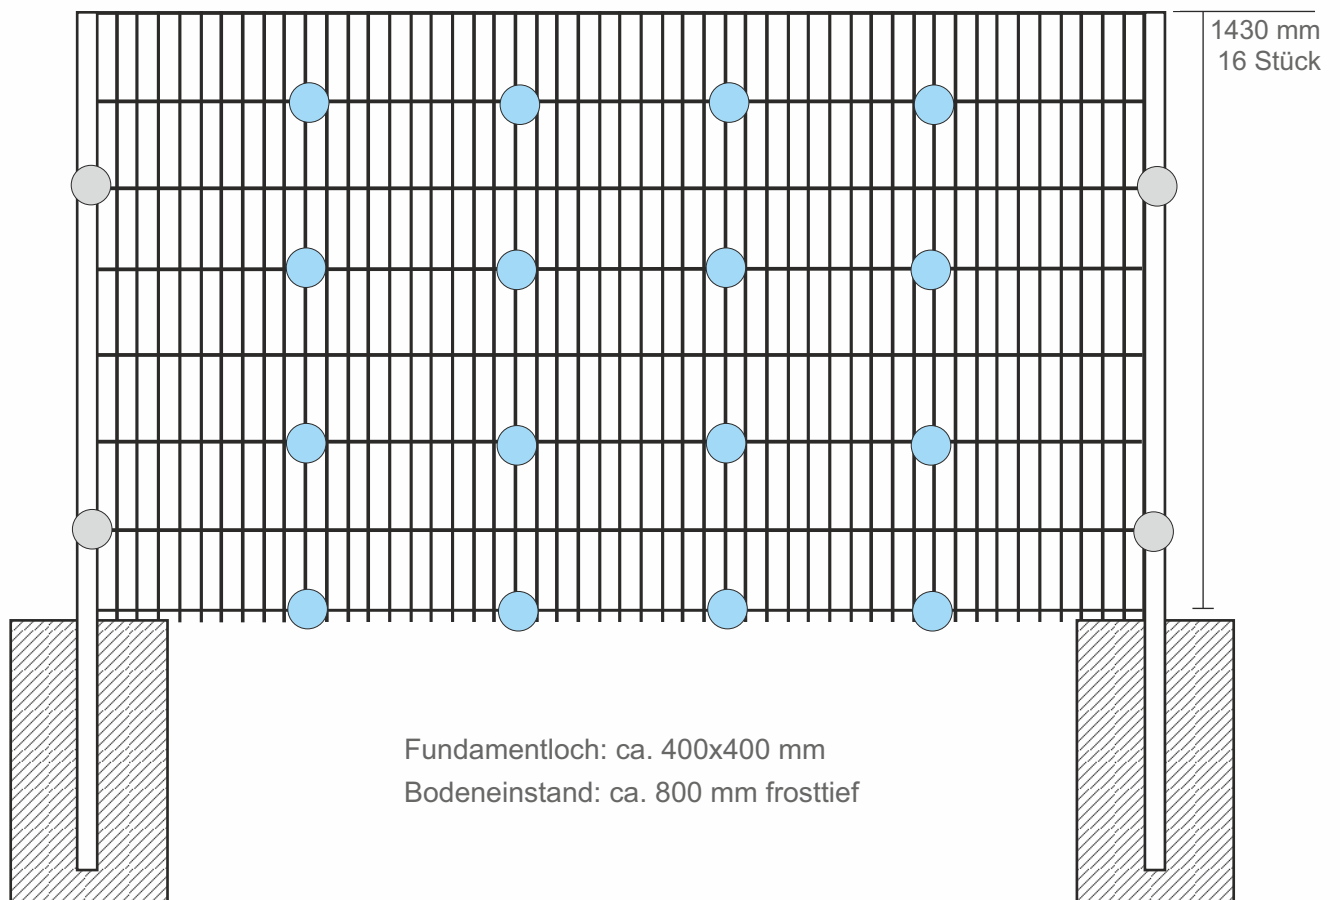 1430 mm
16 Stück
Fundamentloch: ca. 400x400 mm
Bodeneinstand: ca. 800 mm frosttief